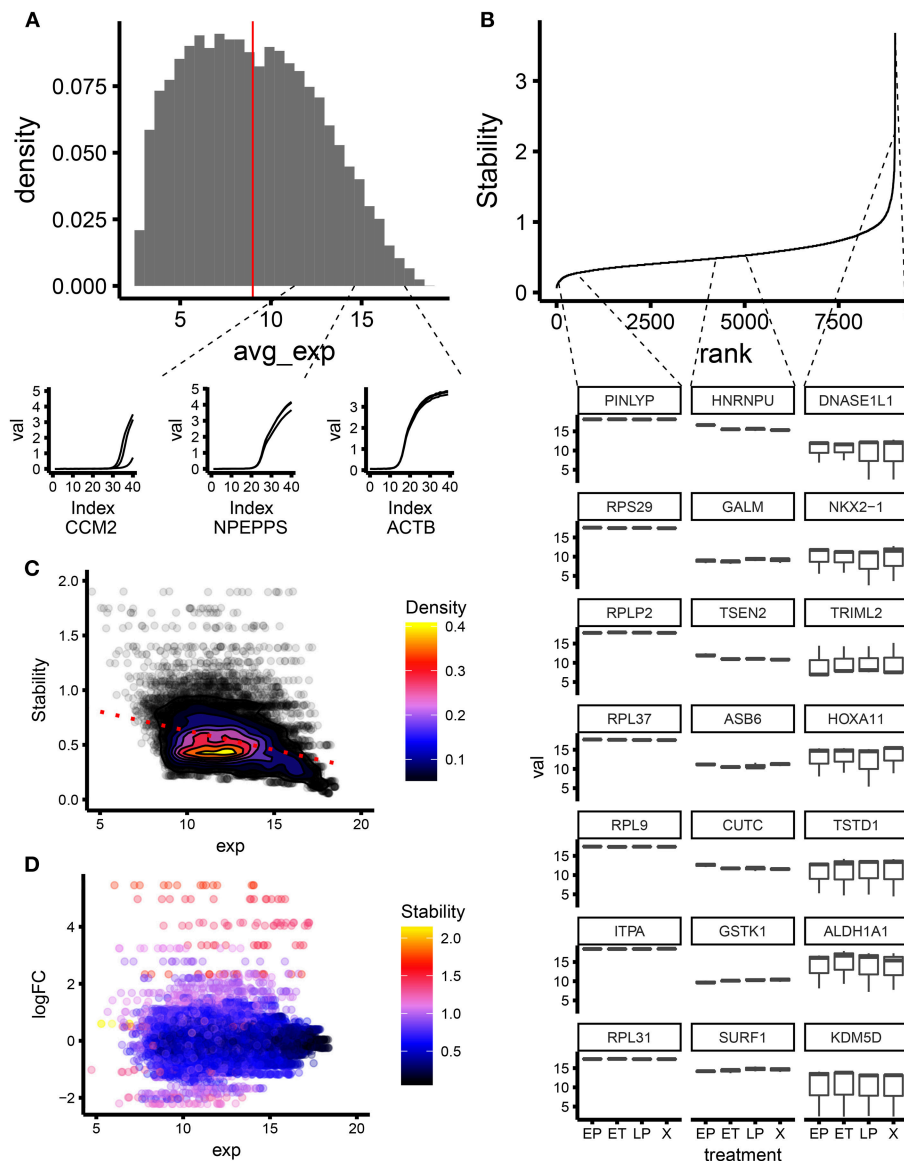 A
density
0.075
0.050
0.025
0.000
5 10 15
avg_exp
val
5
4
3
2
1
0
0 10 20 30 40
Index
CCM2
val
5
4
3
2
1
0
0 10 20 30 40
Index
NPEPPS
val
3
2
1
0
0 10 20 30 40
Index
ACTB
B
Stability
3
2
1
0
0 2500 5000 7500
rank
PINLYP HNRNPU DNASE1L1
15
10
5
RPS29 GALM NKX2−1
15
10
5
RPLP2 TSEN2 TRIML2
15
10
5
RPL37 ASB6 HOXA11
15
10
5
val
RPL9 CUTC TSTD1
15
10
5
ITPA GSTK1 ALDH1A1
15
10
5
RPL31 SURF1 KDM5D
15
10
5
EP ET LP X EP ET LP X EP ET LP X
treatment
C
Stability
2.0
1.5
1.0
0.5
0.0
5 10 15 20
exp
Density
0.4
0.3
0.2
0.1
D
logFC
4
2
0
−2
5 10 15 20
exp
Stability
2.0
1.5
1.0
0.5